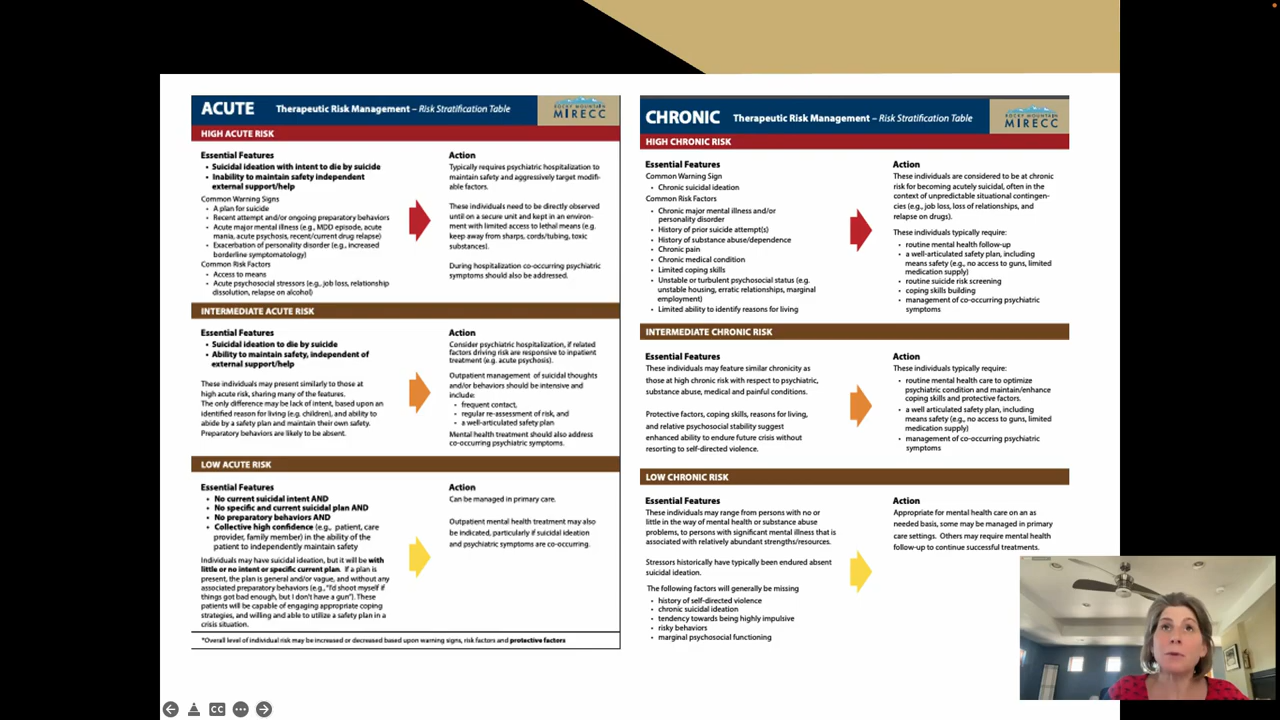 ACUTE
Therapeutic Risk Management – Risk Stratification Table
ROCKY MOUNTAIN
MIRECC
HIGH ACUTE RISK
Essential Features
• Suicidal ideation with intent to die by suicide
• Inability to maintain safety independent
external support/help
Common Warning Signs
• A plan for suicide
• Recent attempt and/or ongoing preparatory behaviors
• Acute major mental illness (e.g., MDD episode, acute
mania, acute psychosis, recent/current drug relapse)
• Exacerbation of personality disorder (e.g., increased
borderline symptomatology)
Common Risk Factors
• Access to means
• Acute psychosocial stressors (e.g., job loss, relationship
dissolution, relapse on alcohol)
Action
Typically requires psychiatric hospitalization to
maintain safety and aggressively target modifi-
able factors.
These individuals need to be directly observed
until on a secure unit and kept in an environ-
ment with limited access to lethal means (e.g.
keep away from sharps, cords/tubing, toxic
substances).
During hospitalization co-occurring psychiatric
symptoms should also be addressed.
INTERMEDIATE ACUTE RISK
Essential Features
• Suicidal ideation to die by suicide
• Ability to maintain safety, independent of
external support/help
These individuals may present similarly to those at
high acute risk, sharing many of the features.
The only difference may be lack of intent, based upon an
identified reason for living (e.g. children), and ability to
abide by a safety plan and maintain their own safety.
Preparatory behaviors are likely to be absent.
Action
Consider psychiatric hospitalization, if related
factors driving risk are responsive to inpatient
treatment (e.g. acute psychosis).
Outpatient management of suicidal thoughts
and/or behaviors should be intensive and
include:
• frequent contact,
• regular re-assessment of risk, and
• a well-articulated safety plan
Mental health treatment should also address
co-occurring psychiatric symptoms.
LOW ACUTE RISK
Essential Features
• No current suicidal intent AND
• No specific and current suicidal plan AND
• No preparatory behaviors AND
• Collective high confidence (e.g., patient, care
provider, family member) in the ability of the
patient to independently maintain safety
Individuals may have suicidal ideation, but it will be with
little or no intent or specific current plan. If a plan is
present, the plan is general and/or vague, and without any
associated preparatory behaviors (e.g., "I'd shoot myself if
things got bad enough, but I don't have a gun"). These
patients will be capable of engaging appropriate coping
strategies, and willing and able to utilize a safety plan in a
crisis situation.
Action
Can be managed in primary care.
Outpatient mental health treatment may also
be indicated, particularly if suicidal ideation
and psychiatric symptoms are co-occurring.
*Overall level of individual risk may be increased or decreased based upon warning signs, risk factors and protective factors
CHRONIC
Therapeutic Risk Management – Risk Stratification Table
ROCKY MOUNTAIN
MIRECC
HIGH CHRONIC RISK
Essential Features
Common Warning Sign
• Chronic suicidal ideation
Common Risk Factors
• Chronic major mental illness and/or
personality disorder
• History of prior suicide attempt(s)
• History of substance abuse/dependence
• Chronic pain
• Chronic medical condition
• Limited coping skills
• Unstable or turbulent psychosocial status (e.g.
unstable housing, erratic relationships, marginal
employment)
• Limited ability to identify reasons for living
Action
These individuals are considered to be at chronic
risk for becoming acutely suicidal, often in the
context of unpredictable situational contingen-
cies (e.g., job loss, loss of relationships, and
relapse on drugs).
These individuals typically require:
• routine mental health follow-up
• a well-articulated safety plan, including
means safety (e.g., no access to guns, limited
medication supply)
• routine suicide risk screening
• coping skills building
• management of co-occurring psychiatric
symptoms
INTERMEDIATE CHRONIC RISK
Essential Features
These individuals may feature similar chronicity as
those at high chronic risk with respect to psychiatric,
substance abuse, medical and painful conditions.
Protective factors, coping skills, reasons for living,
and relative psychosocial stability suggest
enhanced ability to endure future crisis without
resorting to self-directed violence.
Action
These individuals typically require:
• routine mental health care to optimize
psychiatric condition and maintain/enhance
coping skills and protective factors.
• a well articulated safety plan, including
means safety (e.g., no access to guns, limited
medication supply)
• management of co-occurring psychiatric
symptoms
LOW CHRONIC RISK
Essential Features
These individuals may range from persons with no or
little in the way of mental health or substance abuse
problems, to persons with significant mental illness that is
associated with relatively abundant strengths/resources.
Stressors historically have typically been endured absent
suicidal ideation.
The following factors will generally be missing
• history of self-directed violence
• chronic suicidal ideation
• tendency towards being highly impulsive
• risky behaviors
• marginal psychosocial functioning
Action
Appropriate for mental health care on an as
needed basis, some may be managed in primary
care settings. Others may require mental health
follow-up to continue successful treatments.
CC